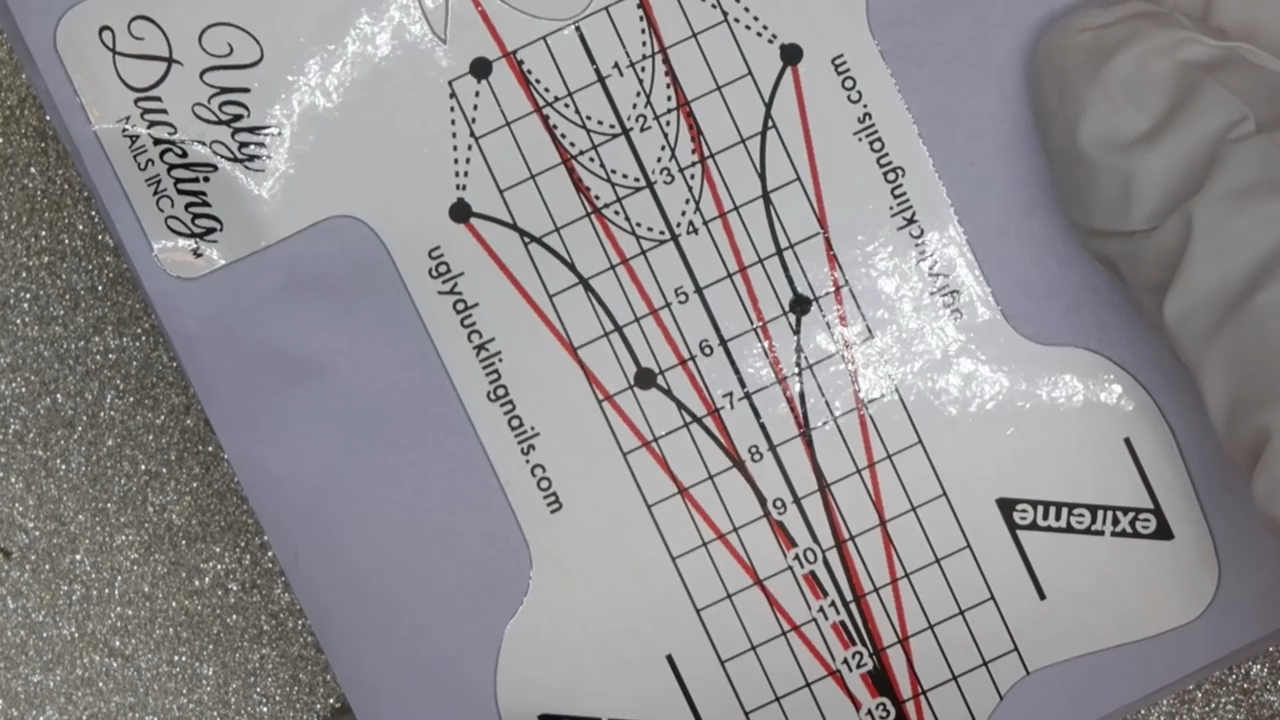 Ugly
Duckling
NAILS INC.
™
uglyducklingnails.com
uglyducklingnails.com
1
2
3
4
5
6
7
8
9
10
11
12
13
extreme